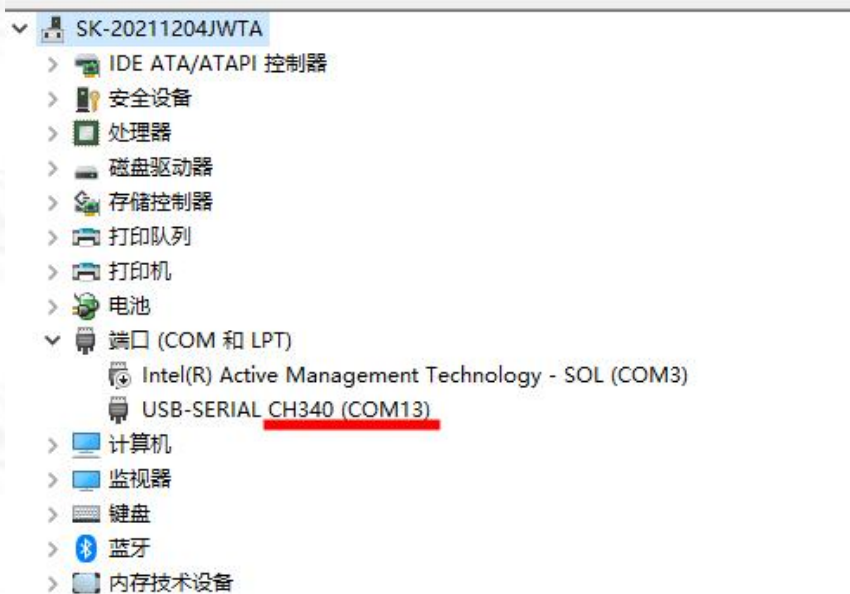 SK-20211204JWTA
IDE ATA/ATAPI 控制器
安全设备
处理器
磁盘驱动器
存储控制器
打印队列
打印机
电池
端口 (COM 和 LPT)
Intel(R) Active Management Technology - SOL (COM3)
USB-SERIAL CH340 (COM13)
计算机
监视器
键盘
蓝牙
内存技术设备